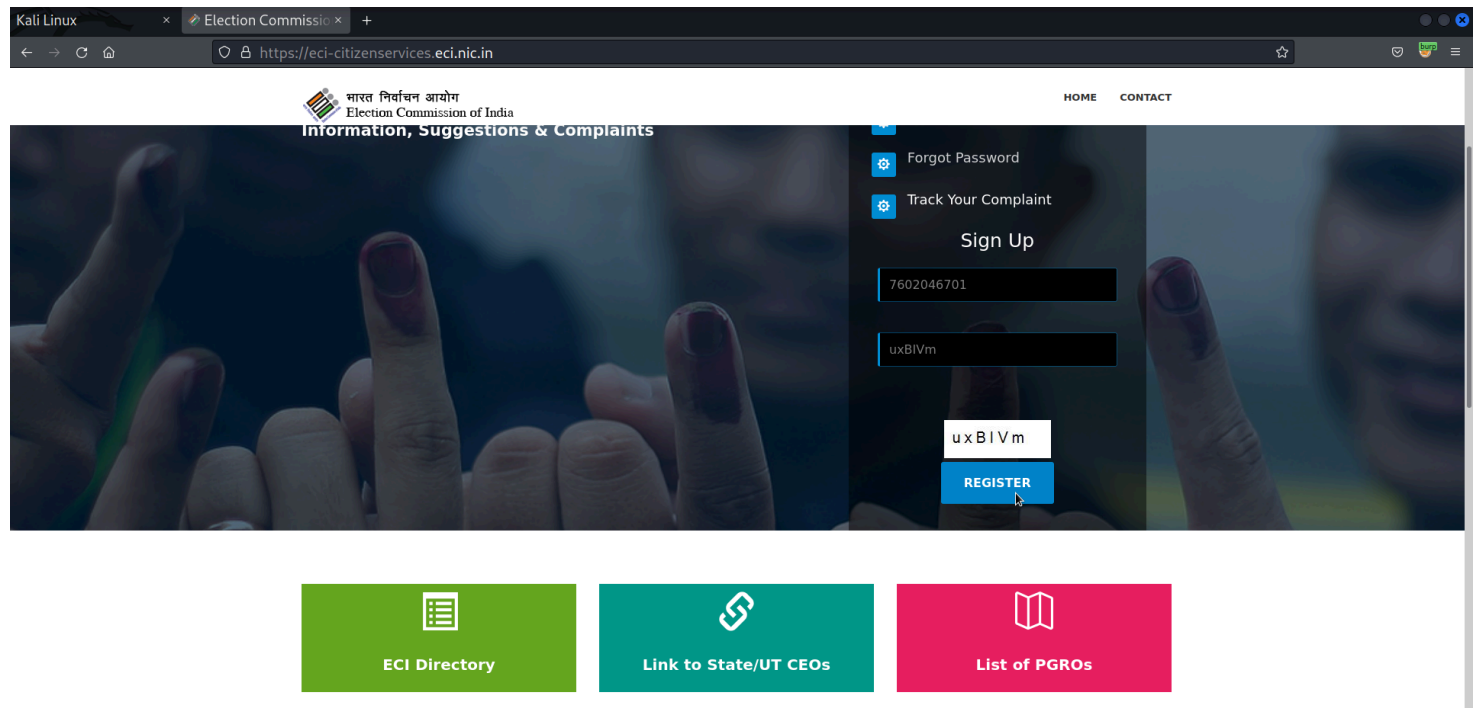 Kali Linux
Election Commissio
https://eci-citizenservices.eci.nic.in
burp
भारत निर्वाचन आयोग
Election Commission of India
HOME CONTACT
Information, Suggestions & Complaints
Forgot Password
Track Your Complaint
Sign Up
7602046701
uxBIVm
uxBIVm
REGISTER
ECI Directory
Link to State/UT CEOs
List of PGROs